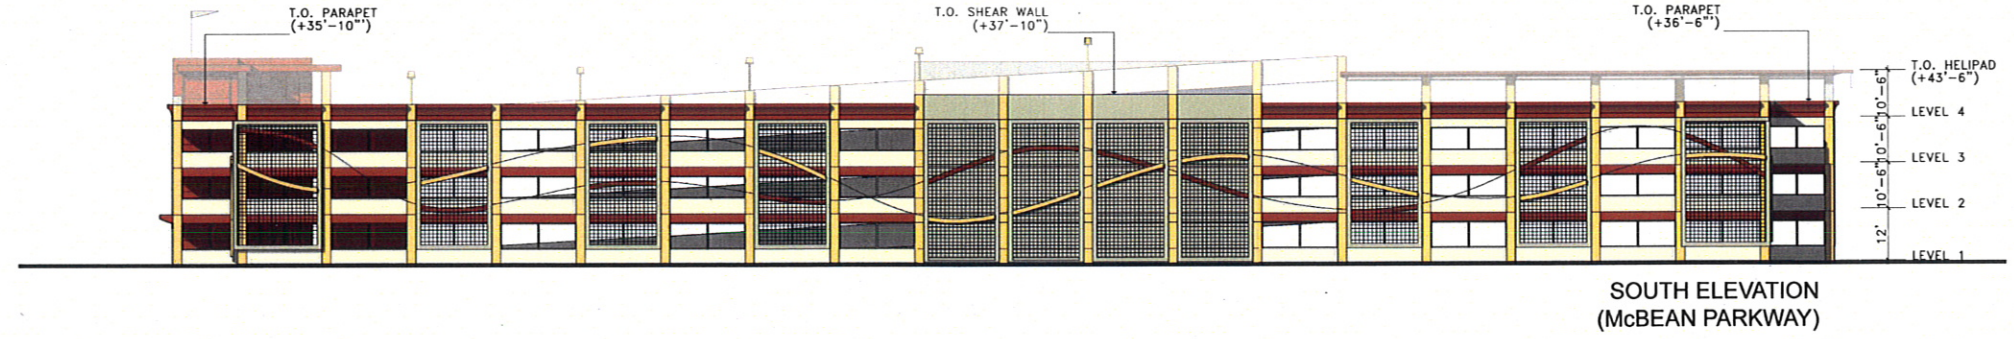 T.O. PARAPET
(+35'-10"')
T.O. SHEAR WALL
(+37'-10")
T.O. PARAPET
(+36'-6"')
T.O. HELIPAD
(+43'-6")
10'-6"
LEVEL 4
10'-6"
LEVEL 3
10'-6"
LEVEL 2
12'
LEVEL 1
SOUTH ELEVATION
(McBEAN PARKWAY)